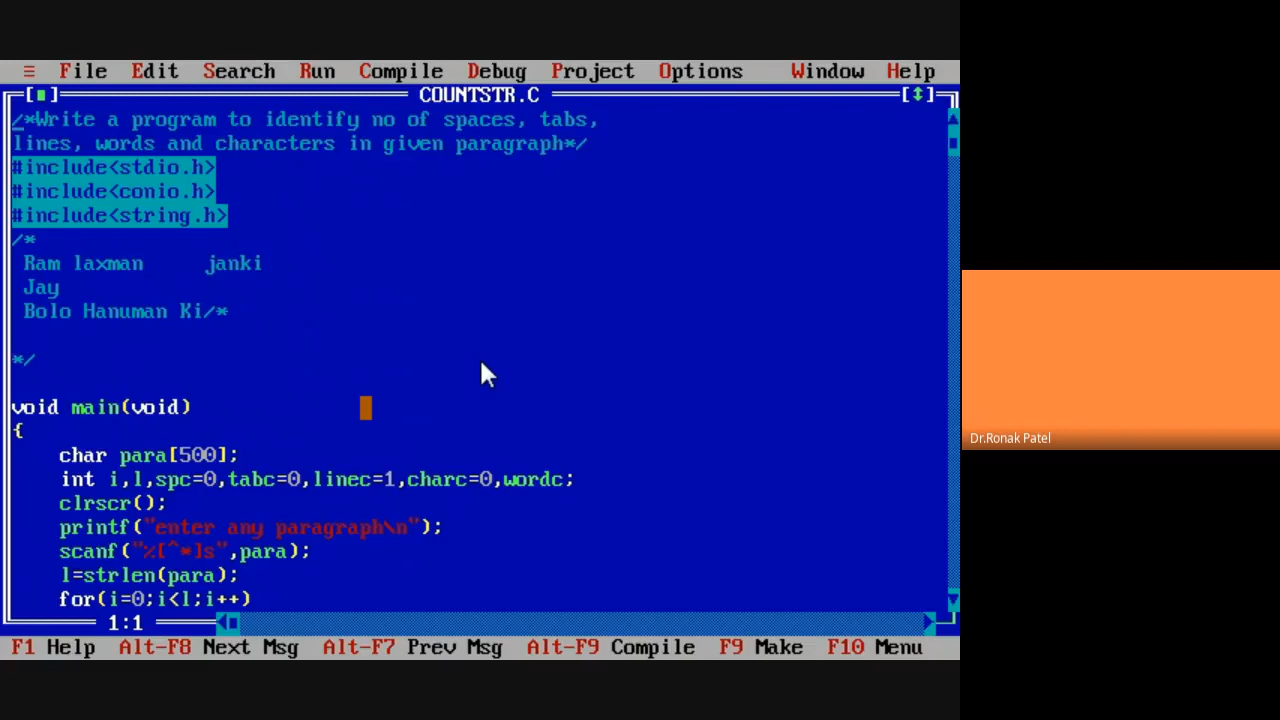 ≡ File Edit Search Run Compile Debug Project Options Window Help
[■] COUNTSTR.C [↕]
/*Write a program to identify no of spaces, tabs,
lines, words and characters in given paragraph*/
#include<stdio.h>
#include<conio.h>
#include<string.h>
/*
Ram laxman janki
Jay
Bolo Hanuman Ki/*
*/
void main(void)
{
char para[500];
int i,l,spc=0,tabc=0,linec=1,charc=0,wordc;
clrscr();
printf("enter any paragraph\n");
scanf("%[^*]s",para);
l=strlen(para);
for(i=0;i<l;i++)
1:1
F1 Help Alt-F8 Next Msg Alt-F7 Prev Msg Alt-F9 Compile F9 Make F10 Menu
Dr.Ronak Patel